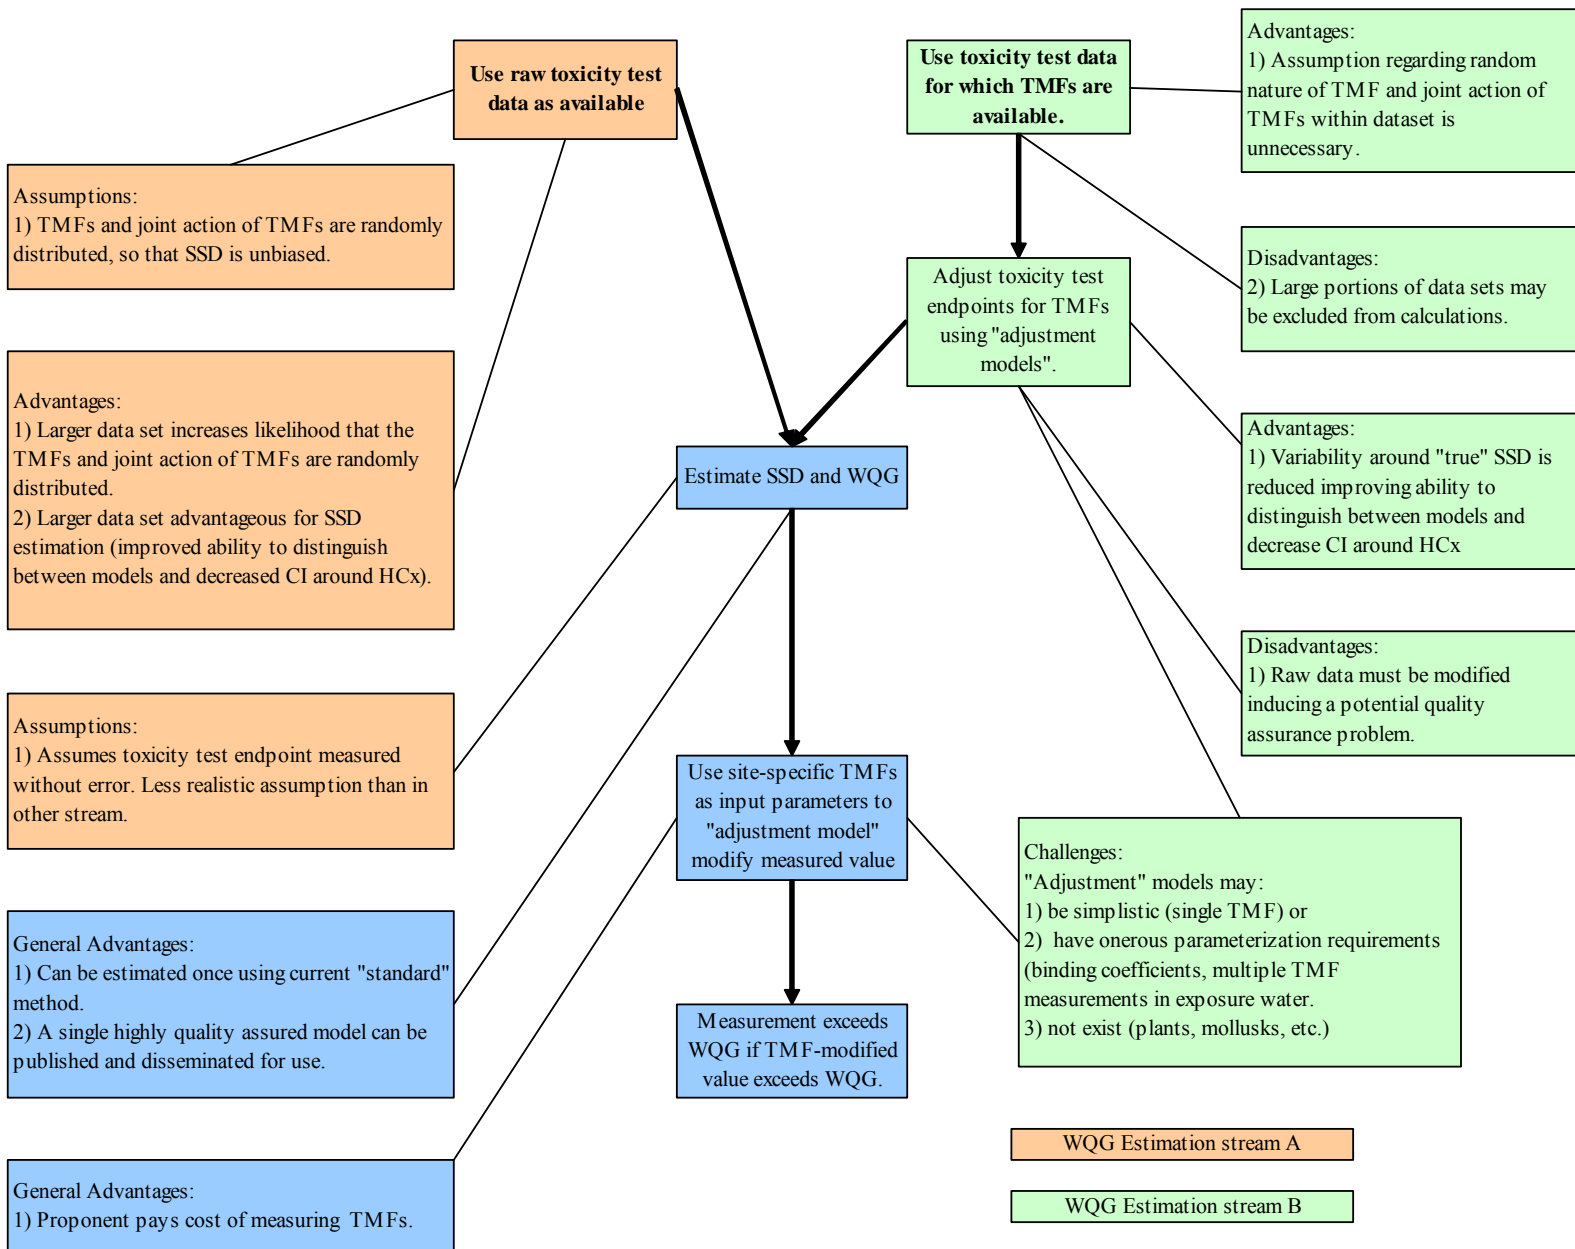 Use raw toxicity test
data as available
Use toxicity test data
for which TMFs are
available.
Advantages:
1) Assumption regarding random
nature of TMF and joint action of
TMFs within dataset is
unnecessary.
Assumptions:
1) TMFs and joint action of TMFs are randomly
distributed, so that SSD is unbiased.
Adjust toxicity test
endpoints for TMFs
using "adjustment
models".
Disadvantages:
2) Large portions of data sets may
be excluded from calculations.
Advantages:
1) Larger data set increases likelihood that the
TMFs and joint action of TMFs are randomly
distributed.
2) Larger data set advantageous for SSD
estimation (improved ability to distinguish
between models and decreased CI around HCx).
Estimate SSD and WQG
Advantages:
1) Variability around "true" SSD is
reduced improving ability to
distinguish between models and
decrease CI around HCx
Disadvantages:
1) Raw data must be modified
inducing a potential quality
assurance problem.
Assumptions:
1) Assumes toxicity test endpoint measured
without error. Less realistic assumption than in
other stream.
Use site-specific TMFs
as input parameters to
"adjustment model"
modify measured value
Challenges:
"Adjustment" models may:
1) be simplistic (single TMF) or
2) have onerous parameterization requirements
(binding coefficients, multiple TMF
measurements in exposure water.
3) not exist (plants, mollusks, etc.)
General Advantages:
1) Can be estimated once using current "standard"
method.
2) A single highly quality assured model can be
published and disseminated for use.
Measurement exceeds
WQG if TMF-modified
value exceeds WQG.
General Advantages:
1) Proponent pays cost of measuring TMFs.
WQG Estimation stream A
WQG Estimation stream B